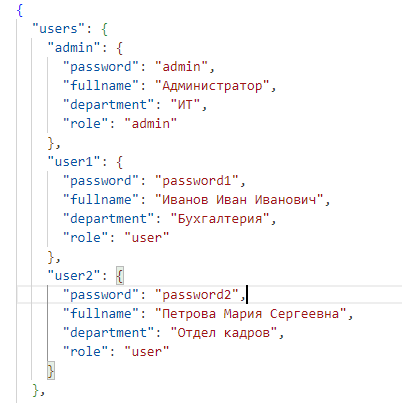 {
"users": {
"admin": {
"password": "admin",
"fullname": "Администратор",
"department": "ИТ",
"role": "admin"
},
"user1": {
"password": "password1",
"fullname": "Иванов Иван Иванович",
"department": "Бухгалтерия",
"role": "user"
},
"user2": {
"password": "password2",
"fullname": "Петрова Мария Сергеевна",
"department": "Отдел кадров",
"role": "user"
}
},